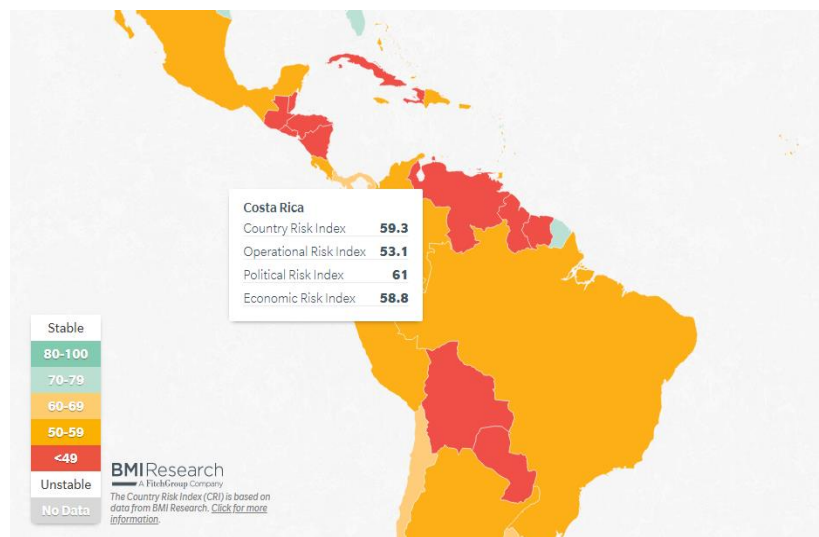 Costa Rica
Country Risk Index 59.3
Operational Risk Index 53.1
Political Risk Index 61
Economic Risk Index 58.8
Stable
80-100
70-79
60-69
50-59
<49
Unstable
No Data
BMIResearch
A FitchGroup Company
The Country Risk Index (CRI) is based on
data from BMI Research. Click for more
information.